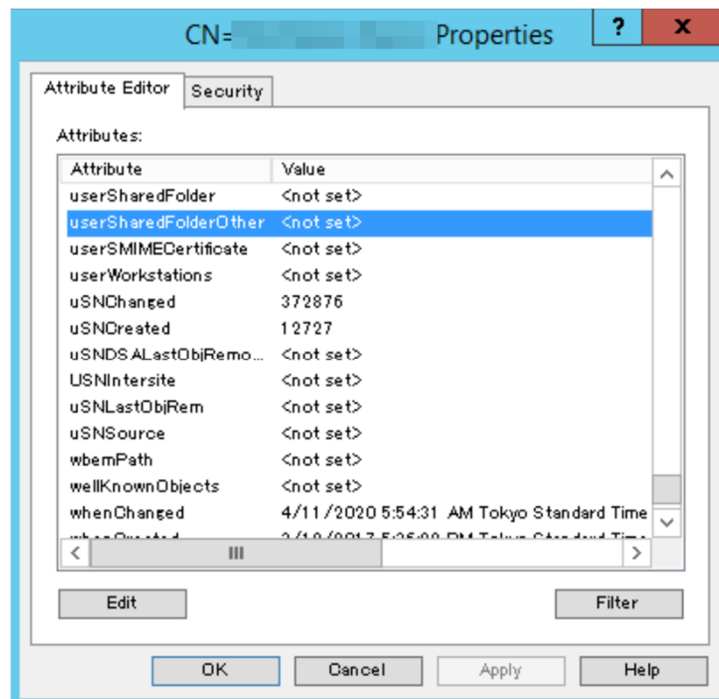 CN= Properties
? x
Attribute Editor Security
Attributes:
Attribute Value
userSharedFolder <not set>
userSharedFolderOther <not set>
userSMIMECertificate <not set>
userWorkstations <not set>
uSNChanged 372876
uSNCreated 12727
uSNDSALastObjRemo... <not set>
USNIntersite <not set>
uSNLastObjRem <not set>
uSNSource <not set>
wbemPath <not set>
wellKnownObjects <not set>
whenChanged 4/11/2020 5:54:31 AM Tokyo Standard Time
Edit Filter
OK Cancel Apply Help